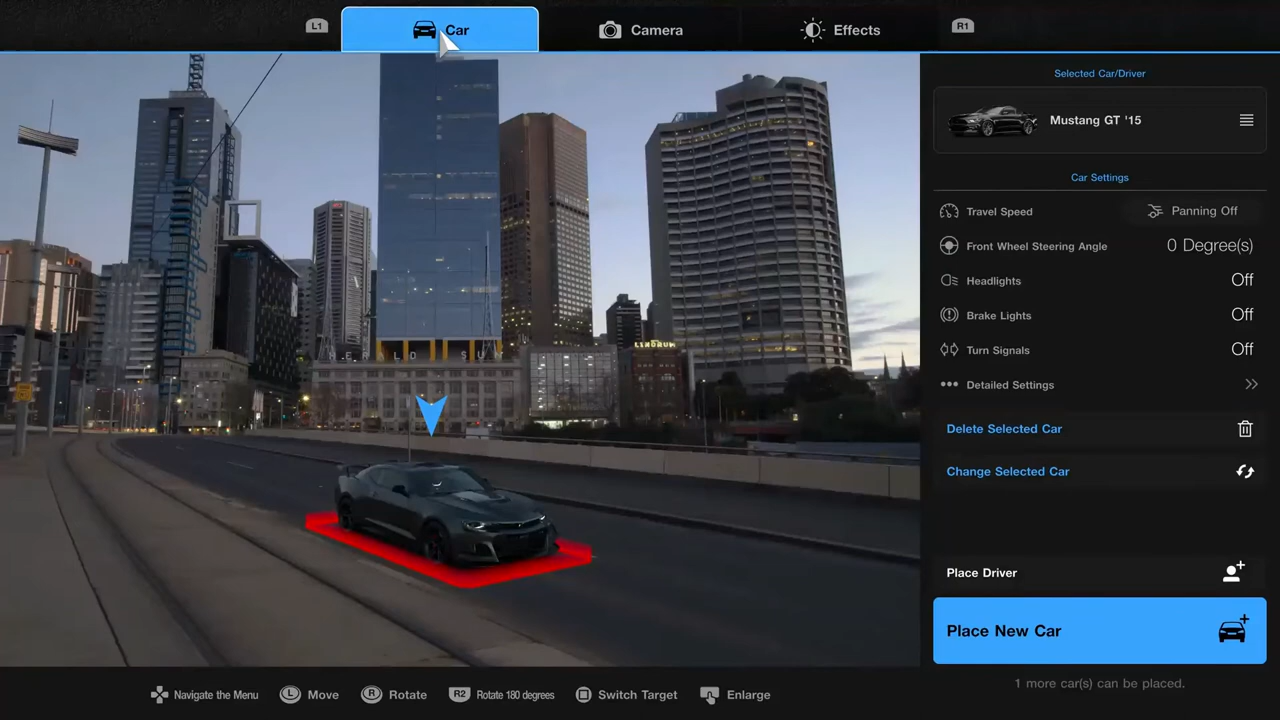 L1
Car
Camera
Effects
R1
Selected Car/Driver
Mustang GT '15
Car Settings
Travel Speed
Panning Off
Front Wheel Steering Angle
0 Degree(s)
Headlights
Off
Brake Lights
Off
Turn Signals
Off
Detailed Settings
Delete Selected Car
Change Selected Car
Place Driver
Place New Car
1 more car(s) can be placed.
HERALD SUN
LINDRUM
Navigate the Menu
L Move
R Rotate
R2 Rotate 180 degrees
Switch Target
Enlarge